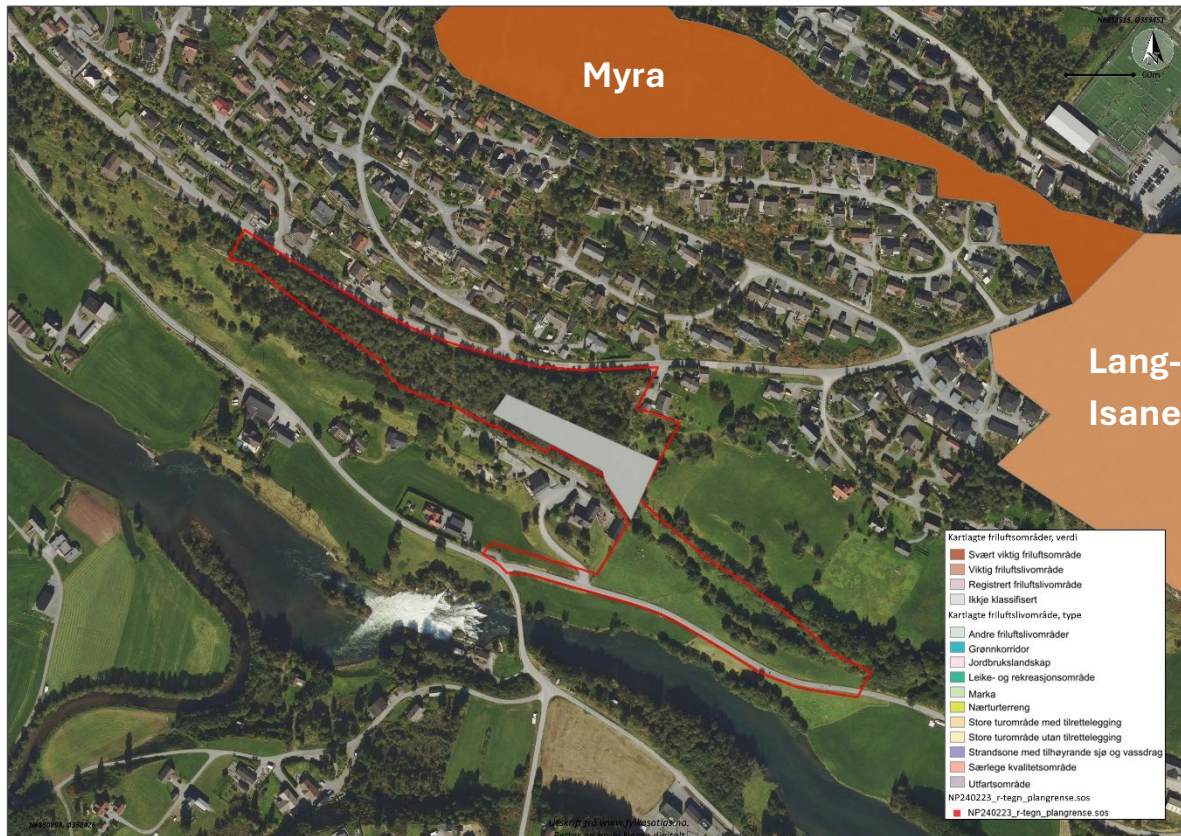 Myra
60m
Lang-
Isane
Kartlagte friluftsområder, verdi
Svært viktig friluftsområde
Viktig friluftslivområde
Registrert friluftslivområde
Ikkje klassifisert
Kartlagte friluftslivområde, type
Andre friluftslivområder
Grønnkorridor
Jordbrukslandskap
Leike- og rekreasjonsområde
Marka
Nærturterreng
Store turområde med tilrettelegging
Store turområde utan tilrettelegging
Strandsone med tilhøyrande sjø og vassdrag
Særlege kvalitetsområde
Utfartsområde
NP240223_r-tegn_plangrense.sos
NP240223_r-tegn_plangrense.sos
Utskrift frå www.fylkesatlas.no.